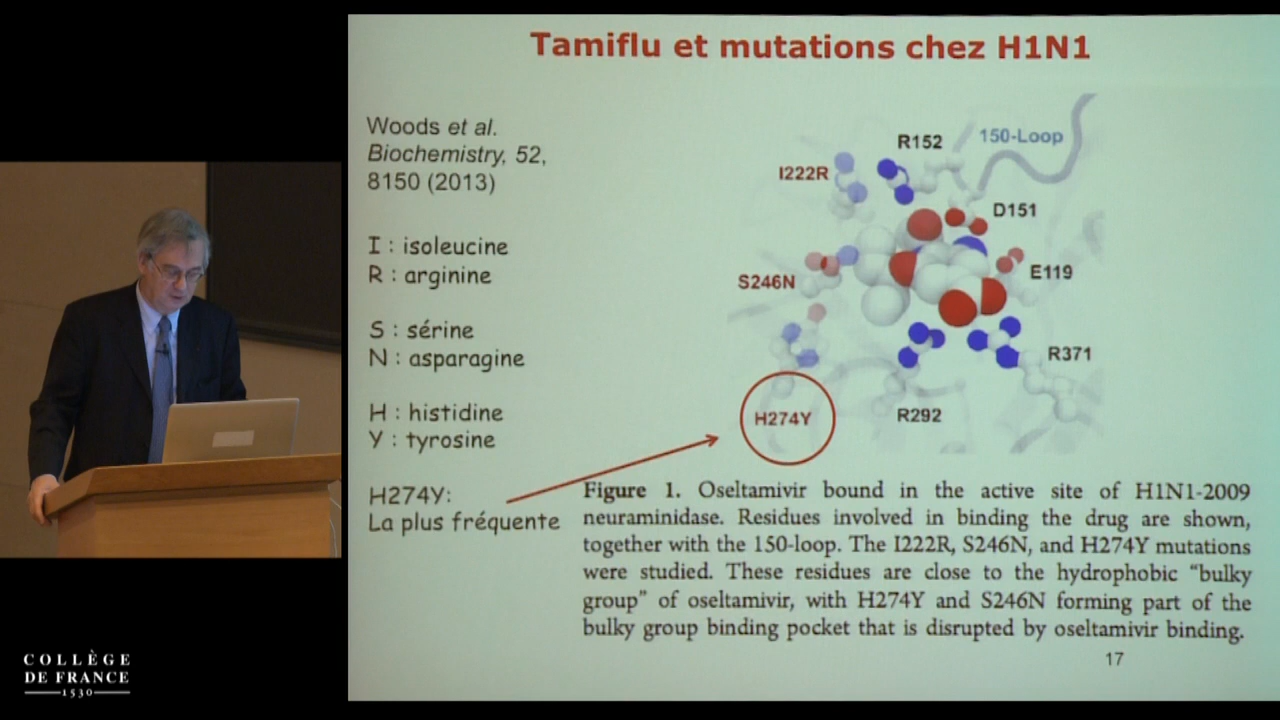 Tamiflu et mutations chez H1N1
Woods et al.
Biochemistry, 52,
8150 (2013)
I : isoleucine
R : arginine
S : sérine
N : asparagine
H : histidine
Y : tyrosine
H274Y:
La plus fréquente
R152
150-Loop
I222R
D151
S246N
E119
R371
H274Y
R292
Figure 1. Oseltamivir bound in the active site of H1N1-2009
neuraminidase. Residues involved in binding the drug are shown,
together with the 150-loop. The I222R, S246N, and H274Y mutations
were studied. These residues are close to the hydrophobic “bulky
group” of oseltamivir, with H274Y and S246N forming part of the
bulky group binding pocket that is disrupted by oseltamivir binding.
17
COLLÈGE
DE FRANCE
1530